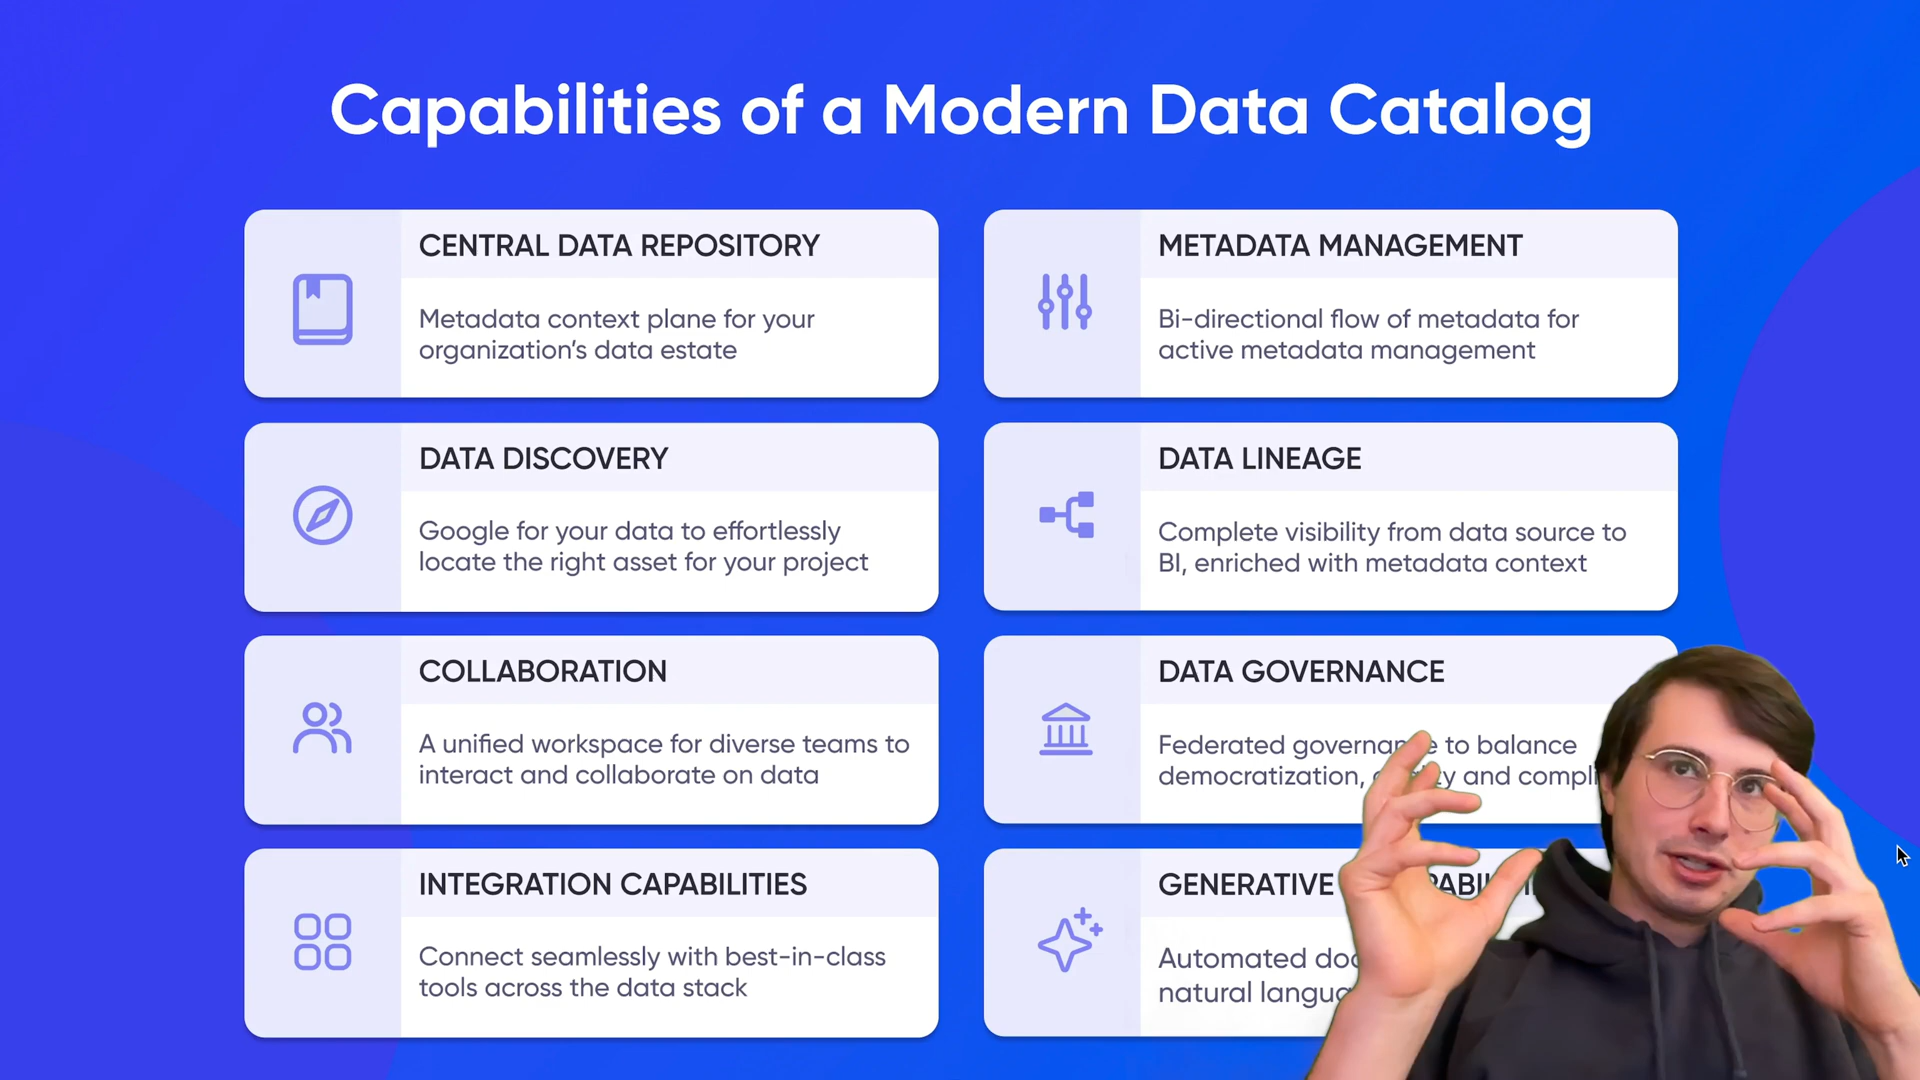 Capabilities of a Modern Data Catalog
CENTRAL DATA REPOSITORY
Metadata context plane for your
organization's data estate
METADATA MANAGEMENT
Bi-directional flow of metadata for
active metadata management
DATA DISCOVERY
Google for your data to effortlessly
locate the right asset for your project
DATA LINEAGE
Complete visibility from data source to
BI, enriched with metadata context
COLLABORATION
A unified workspace for diverse teams to
interact and collaborate on data
DATA GOVERNANCE
Federated governance to balance
democratization, and
INTEGRATION CAPABILITIES
Connect seamlessly with best-in-class
tools across the data stack
GENERATIVE
Automated
natural